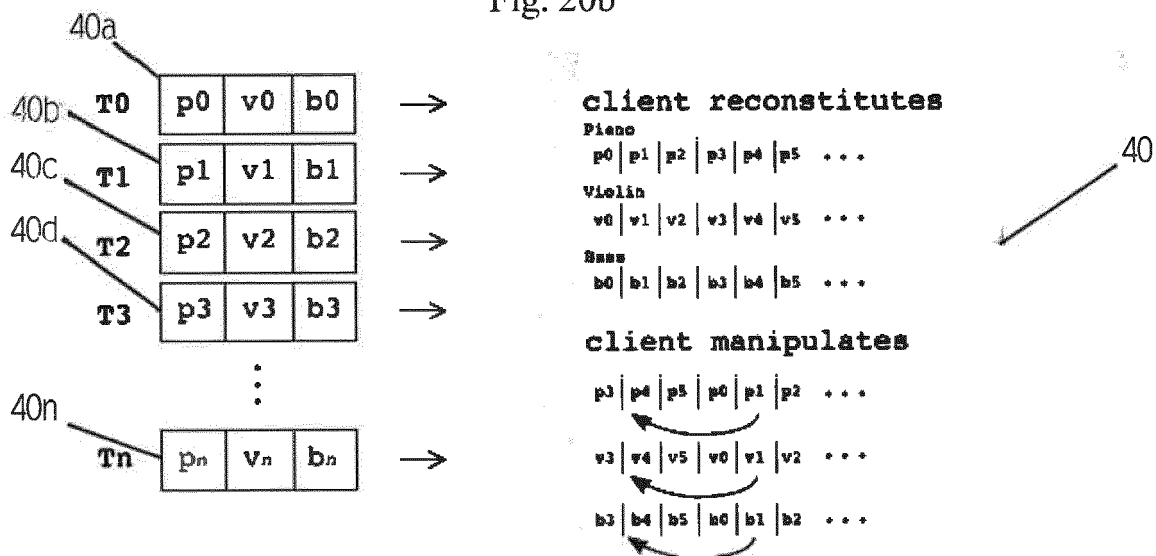 Fig. 20b
40a
T0 p0 v0 b0 →
40b
T1 p1 v1 b1 →
40c
T2 p2 v2 b2 →
40d
T3 p3 v3 b3 →
40n
Tn pn vn bn →
client reconstitutes
Piano
p0 | p1 | p2 | p3 | p4 | p5 ...
Violin
v0 | v1 | v2 | v3 | v4 | v5 ...
Bass
b0 | b1 | b2 | b3 | b4 | b5 ...
40
client manipulates
p3 | p4 | p5 | p0 | p1 | p2 ...
v3 | v4 | v5 | v0 | v1 | v2 ...
b3 | b4 | b5 | b0 | b1 | b2 ...